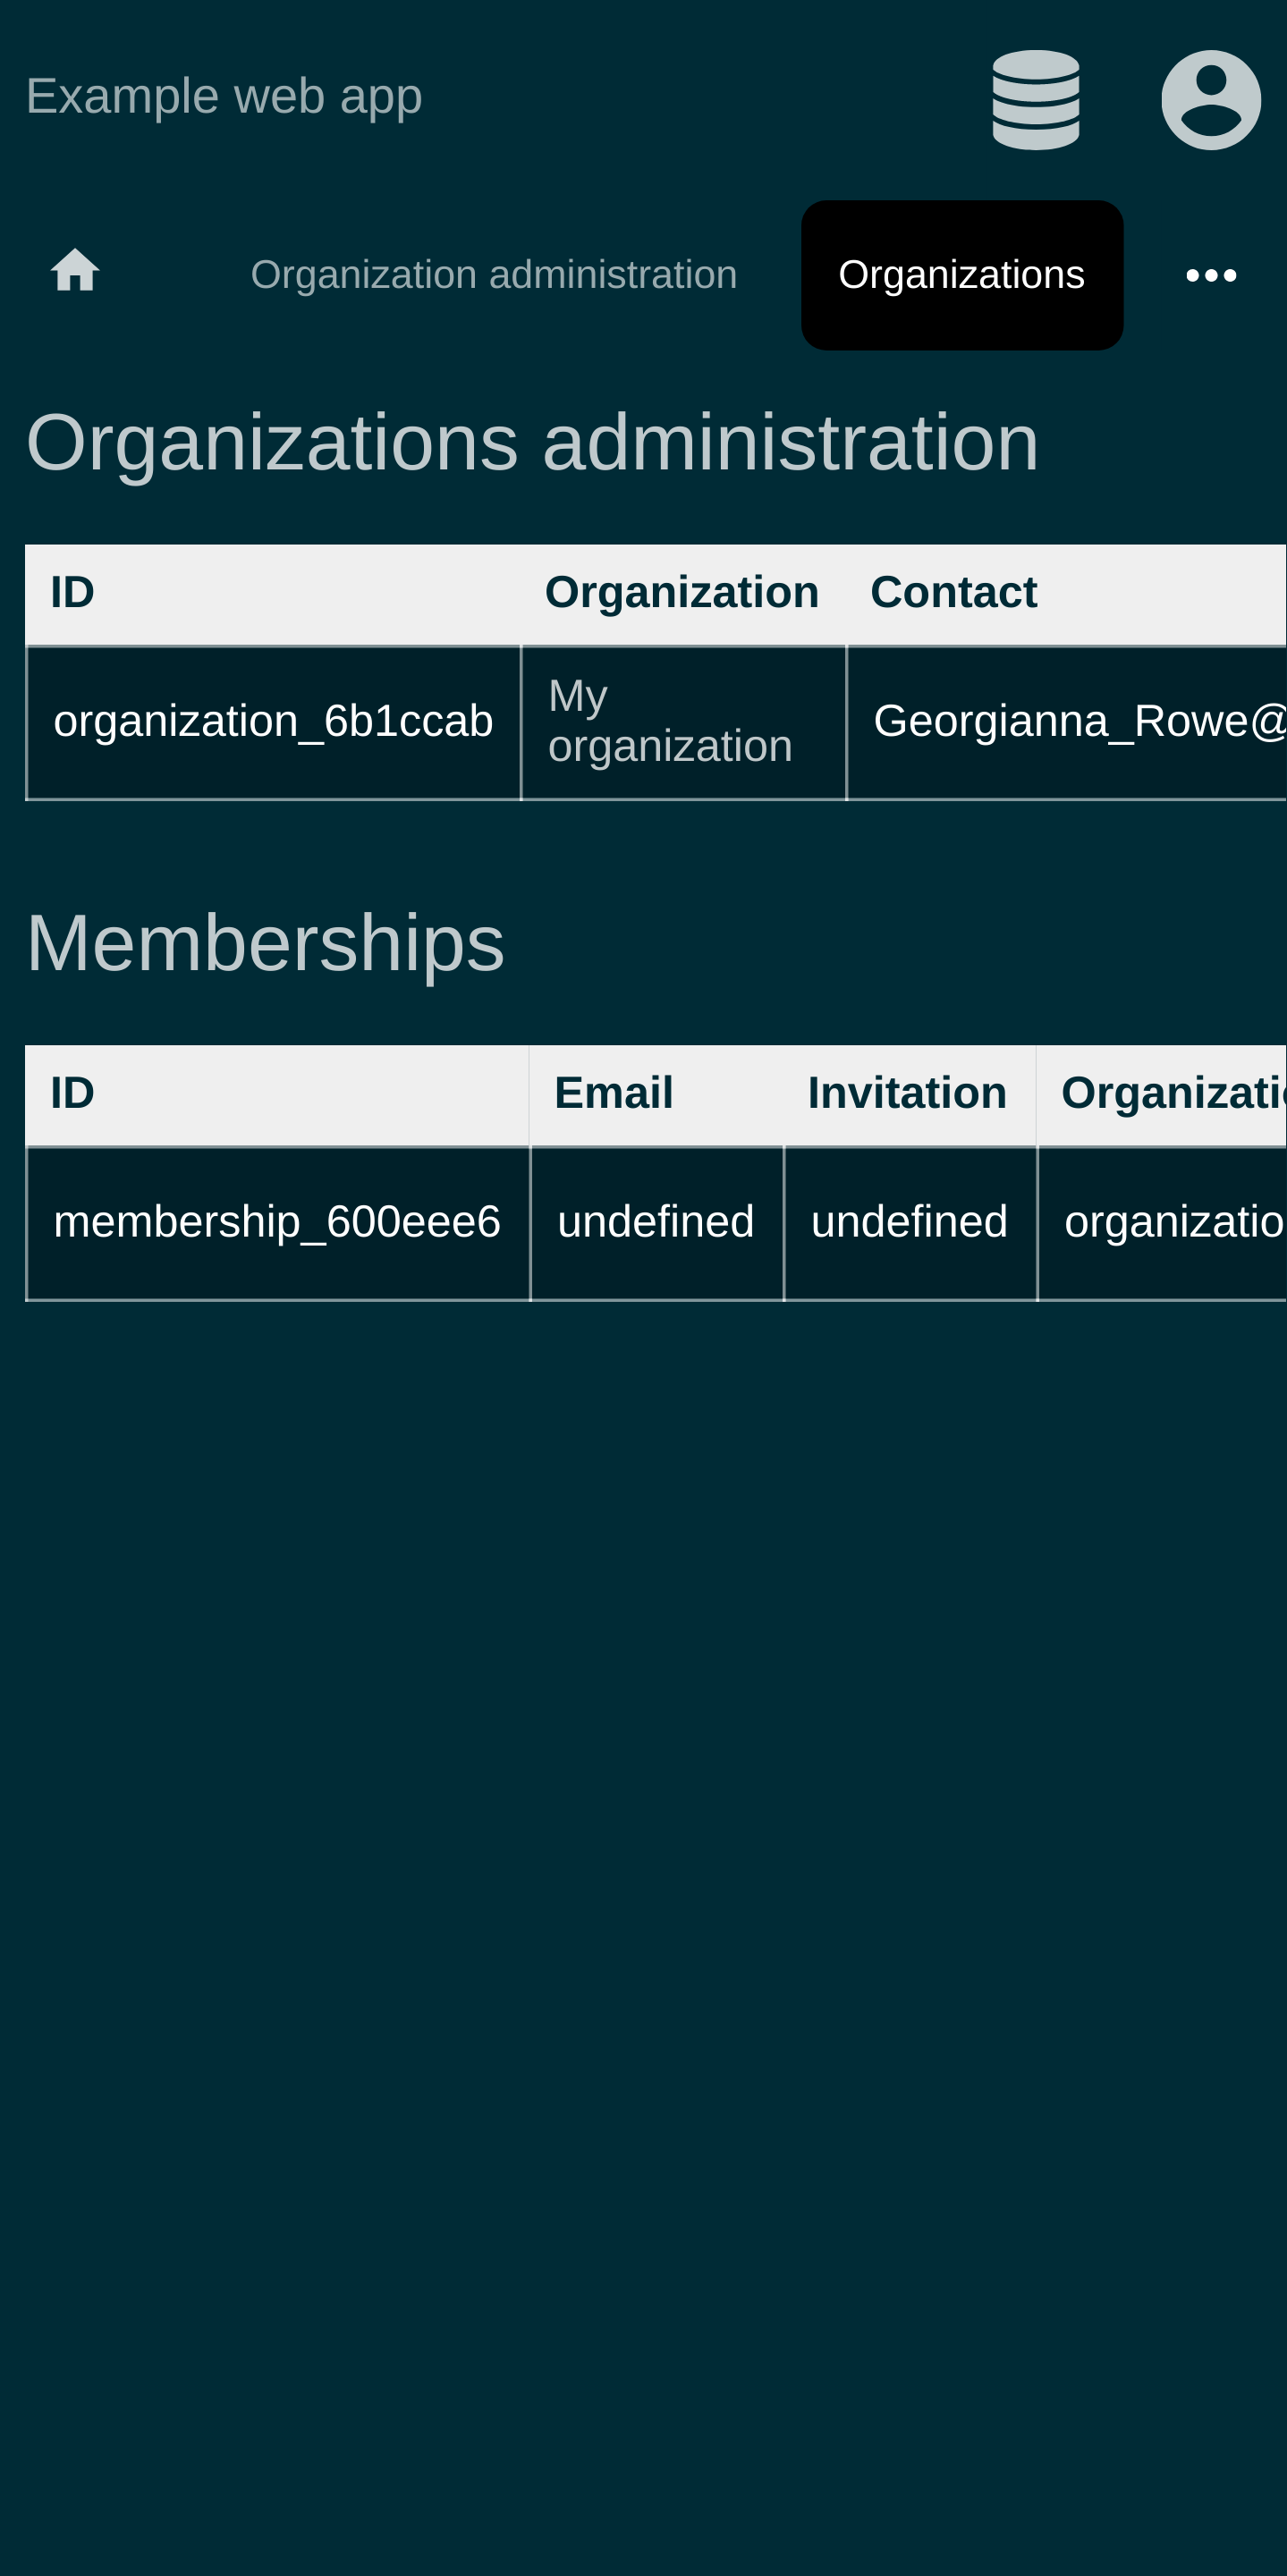 Example web app
Organization administration Organizations
Organizations administration
ID Organization Contact
organization_6b1ccab My organization Georgianna_Rowe@
Memberships
ID Email Invitation Organizati
membership_600eee6 undefined undefined organizatio